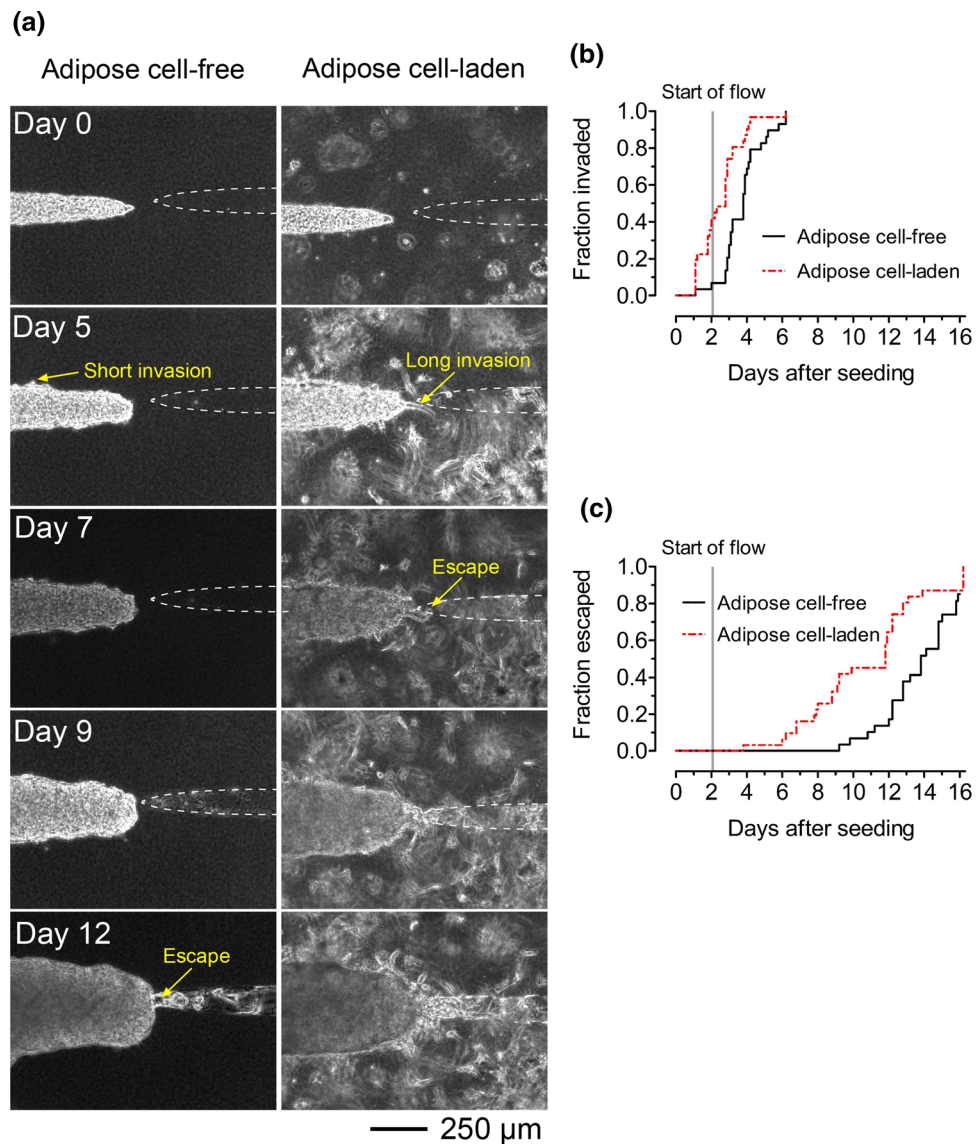 (a)
Adipose cell-free
Adipose cell-laden
Day 0
Day 5
Short invasion
Long invasion
Day 7
Escape
Day 9
Day 12
Escape
250 µm
(b)
Start of flow
1.0
0.8
0.6
0.4
0.2
0.0
Fraction invaded
Adipose cell-free
Adipose cell-laden
0 2 4 6 8 10 12 14 16
Days after seeding
(c)
Start of flow
1.0
0.8
0.6
0.4
0.2
0.0
Fraction escaped
Adipose cell-free
Adipose cell-laden
0 2 4 6 8 10 12 14 16
Days after seeding